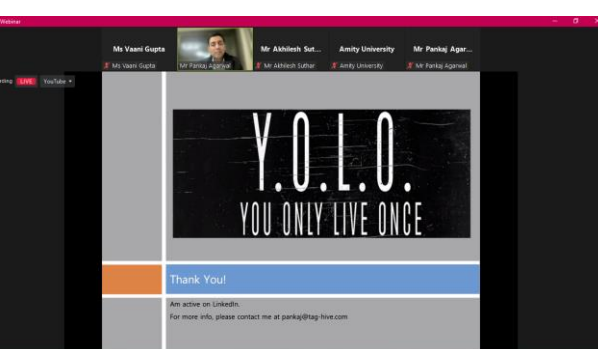 Webinar
Ms Vaani Gupta
Mr Akhilesh Sut...
Amity University
Mr Pankaj Agar...
Ms Vaani Gupta
Mr Pankaj Agarwal
Mr Akhilesh Suthar
Amity University
Mr Pankaj Agarwal
LIVE
YouTube
Y.O.L.O.
YOU ONLY LIVE ONCE
Thank You!
Am active on LinkedIn.
For more info, please contact me at pankaj@tag-hive.com